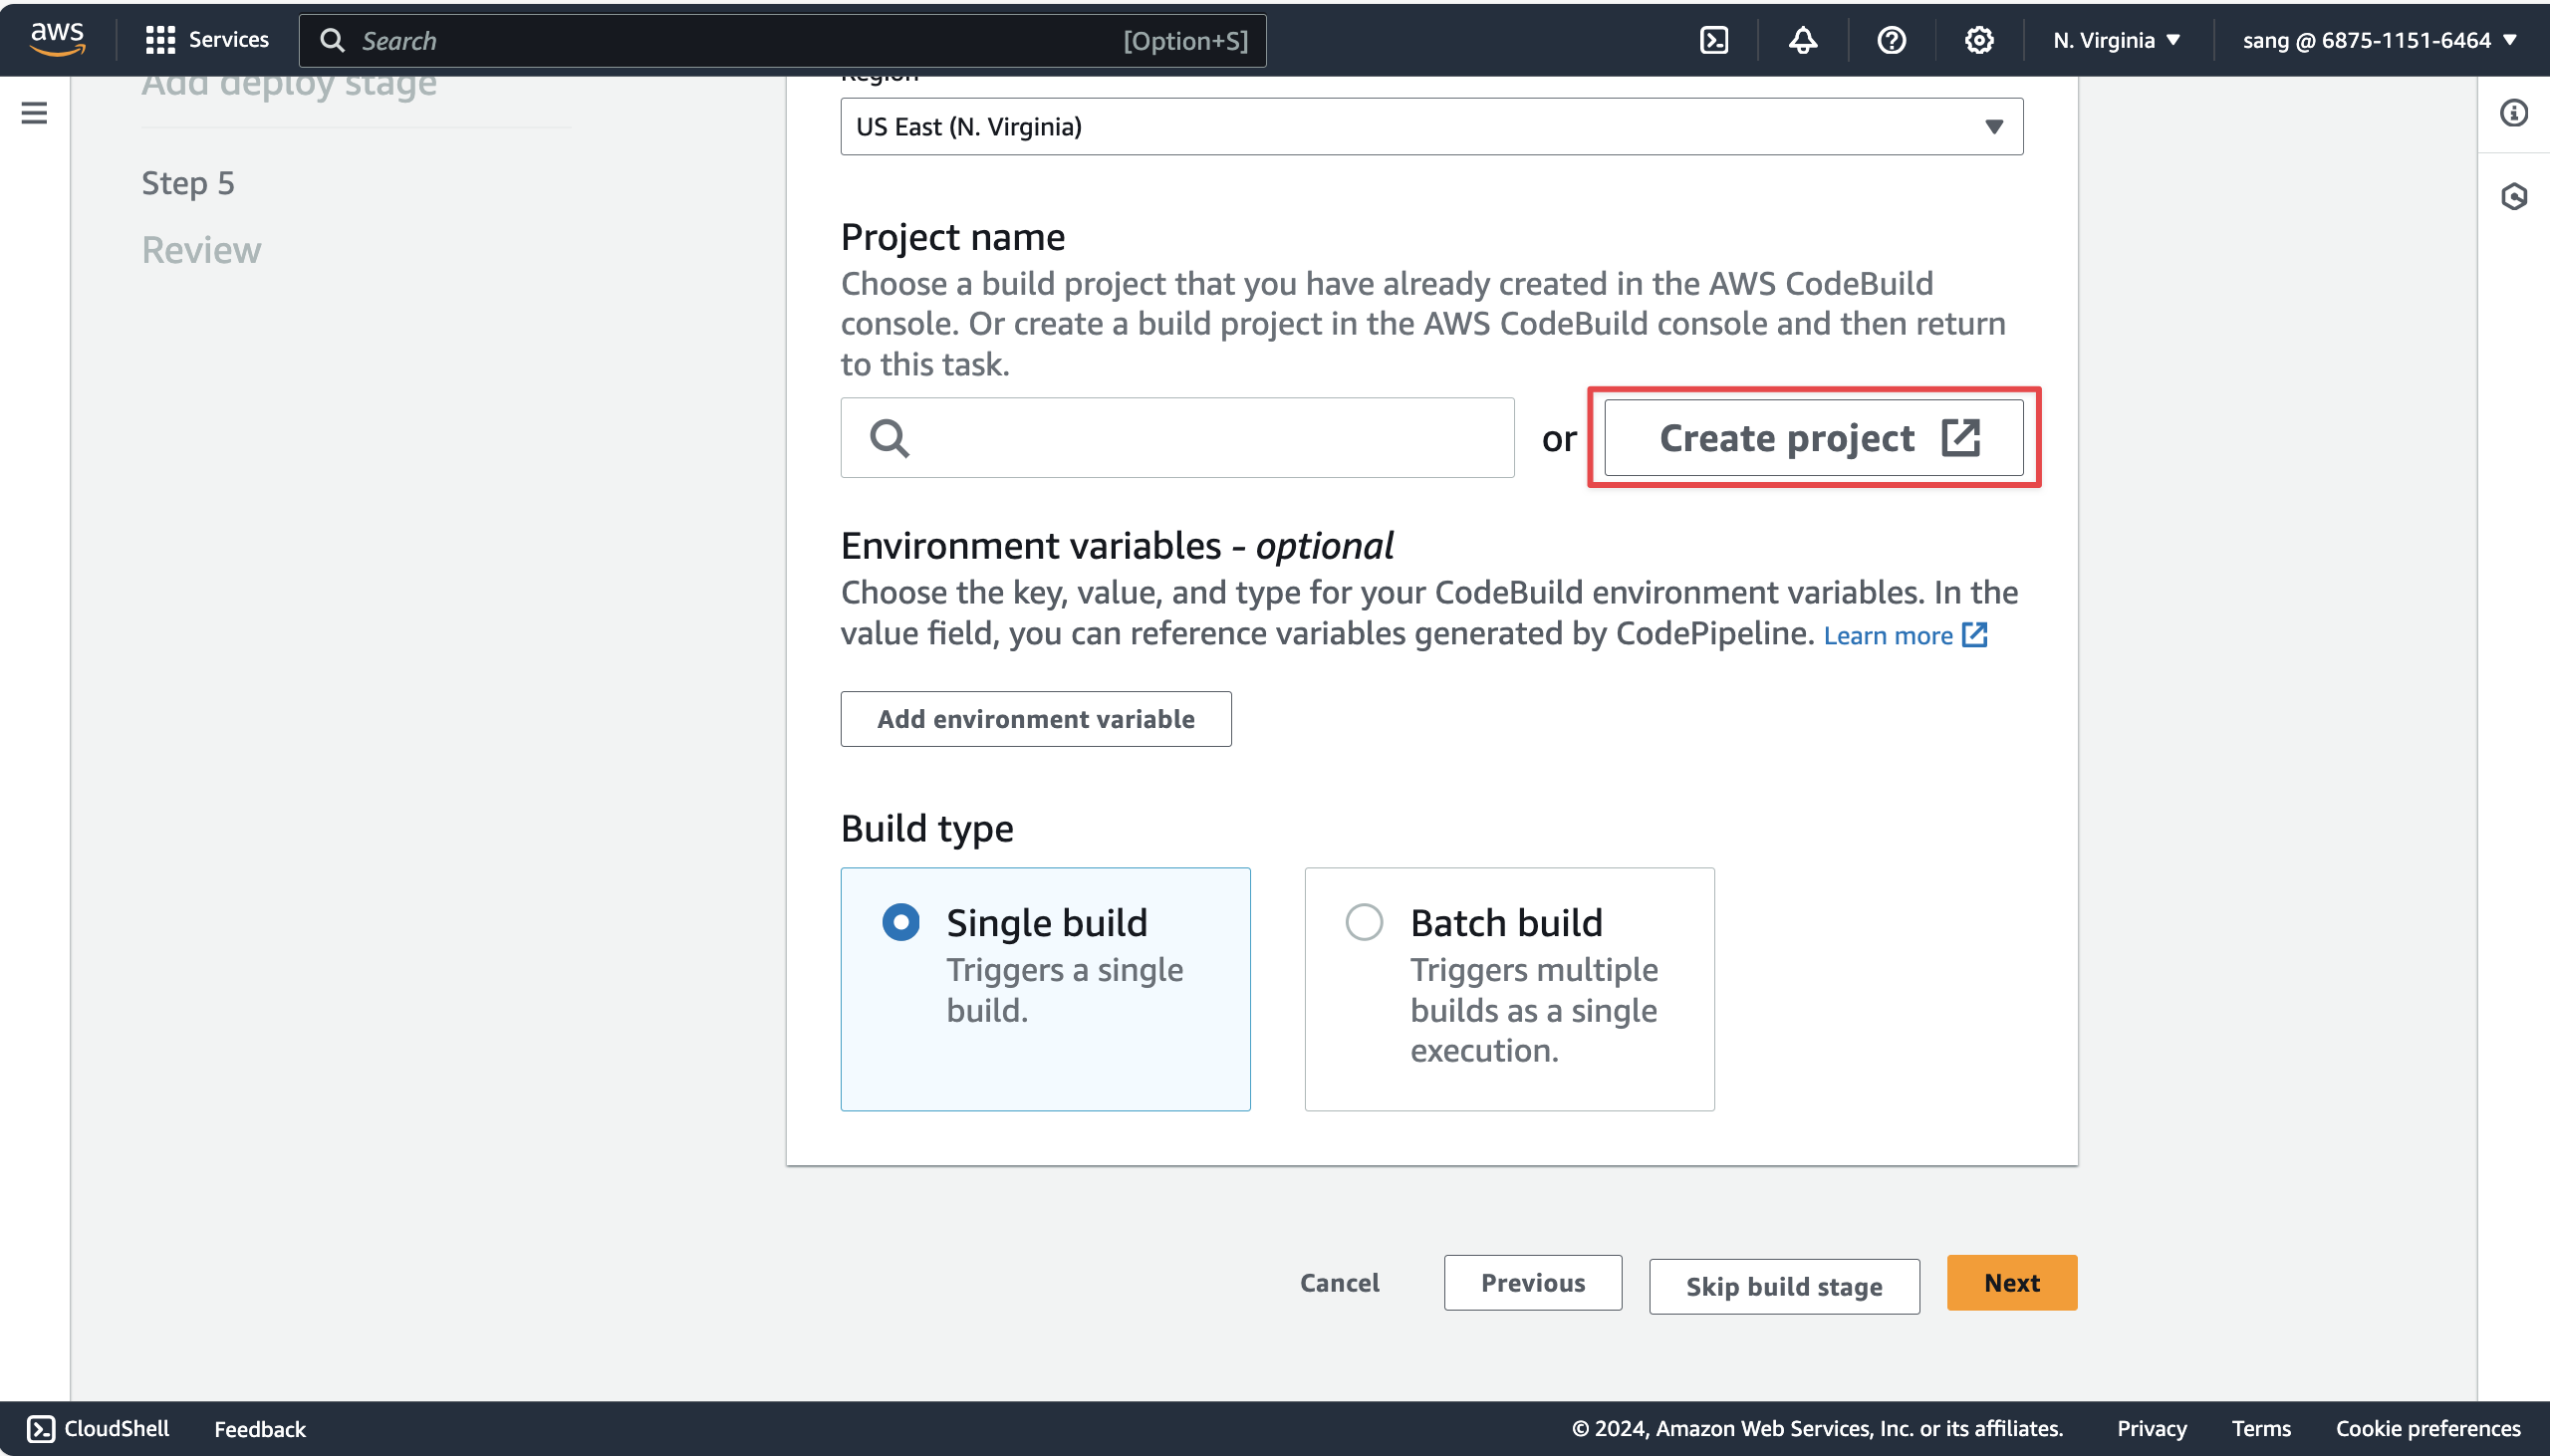 aws
Services
Search
[Option+S]
N. Virginia
sang @ 6875-1151-6464
Add deploy stage
Step 5
Review
Region
US East (N. Virginia)
Project name
Choose a build project that you have already created in the AWS CodeBuild
console. Or create a build project in the AWS CodeBuild console and then return
to this task.
or
Create project
Environment variables - optional
Choose the key, value, and type for your CodeBuild environment variables. In the
value field, you can reference variables generated by CodePipeline. Learn more
Add environment variable
Build type
Single build
Triggers a single
build.
Batch build
Triggers multiple
builds as a single
execution.
Cancel
Previous
Skip build stage
Next
CloudShell
Feedback
© 2024, Amazon Web Services, Inc. or its affiliates.
Privacy
Terms
Cookie preferences